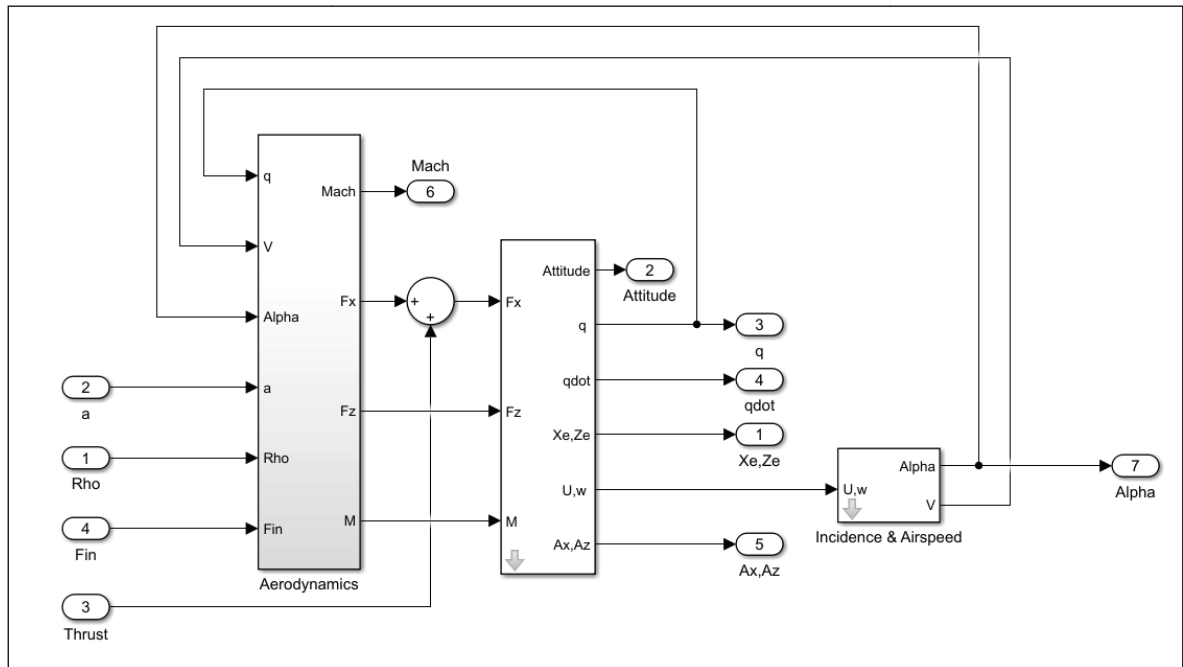 Mach
6
q
Mach
V
Alpha
Fx
+
+
2
a
a
Fz
1
Rho
Rho
4
Fin
Fin
M
Aerodynamics
3
Thrust
Fx
Fz
M
Attitude
q
qdot
Xe,Ze
U,w
Ax,Az
2
Attitude
3
q
4
qdot
1
Xe,Ze
5
Ax,Az
U,w
Alpha
V
Incidence & Airspeed
7
Alpha